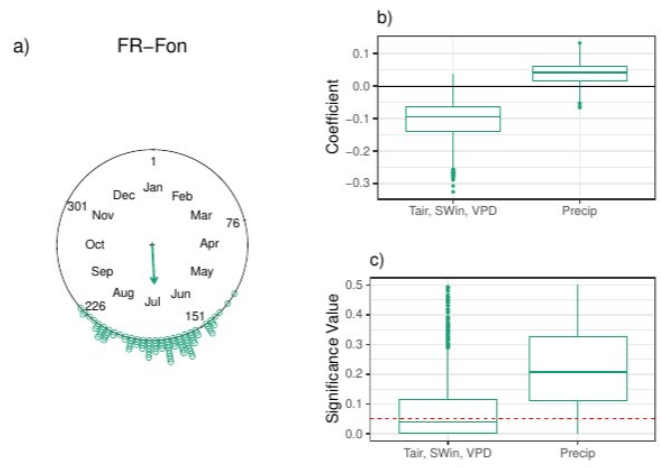 a)
FR−Fon
1
Jan
Feb
Mar
76
Apr
May
Jun
151
Jul
Aug
226
Sep
Oct
Nov
301
Dec
b)
Coefficient
0.1
0.0
−0.1
−0.2
−0.3
Tair, SWin, VPD
Precip
c)
Significance Value
0.5
0.4
0.3
0.2
0.1
0.0
Tair, SWin, VPD
Precip